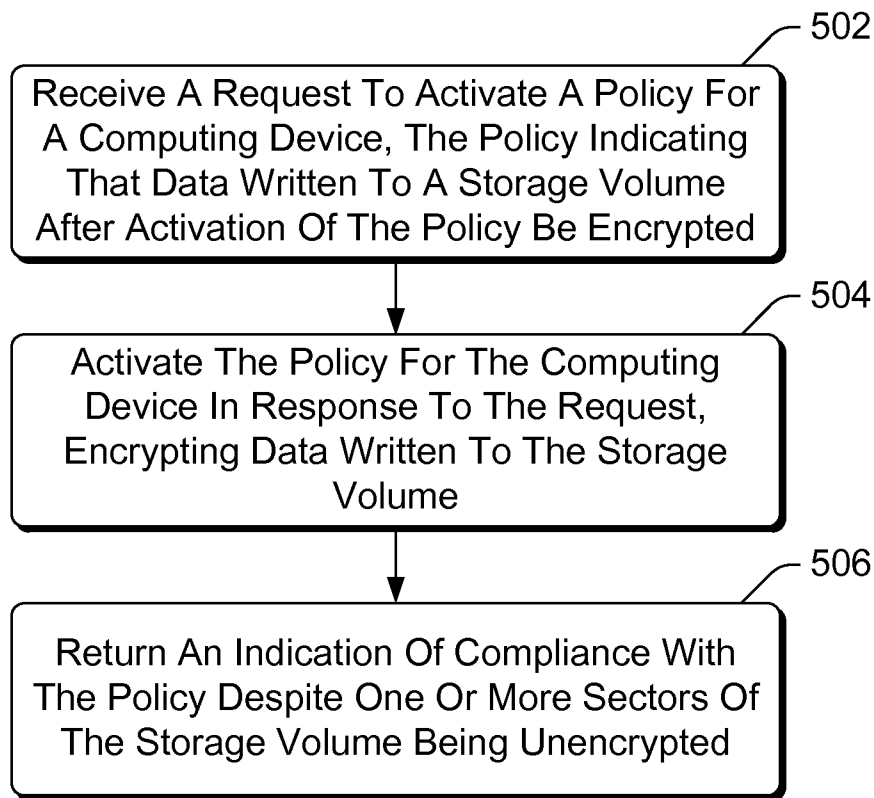 502
Receive A Request To Activate A Policy For
A Computing Device, The Policy Indicating
That Data Written To A Storage Volume
After Activation Of The Policy Be Encrypted
504
Activate The Policy For The Computing
Device In Response To The Request,
Encrypting Data Written To The Storage
Volume
506
Return An Indication Of Compliance With
The Policy Despite One Or More Sectors Of
The Storage Volume Being Unencrypted